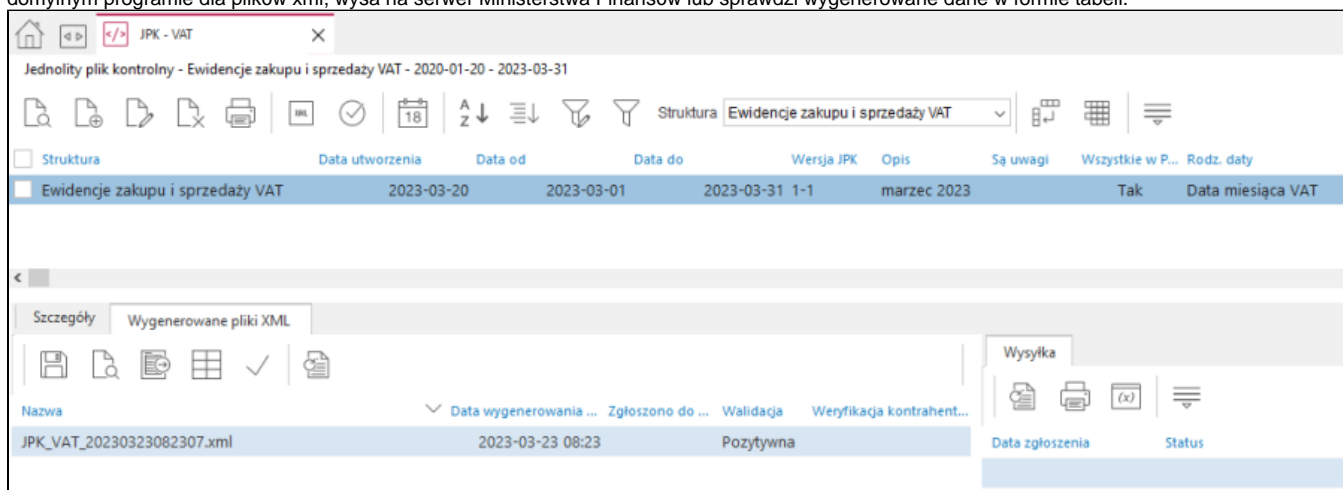 domylnym programie dla plików xml, wysa na serwer Ministerstwa Finansów lub sprawdzi wygenerowane dane w formie tabeli.
JPK - VAT
Jednolity plik kontrolny - Ewidencje zakupu i sprzedaży VAT - 2020-01-20 - 2023-03-31
XML 18 A Z Struktura Ewidencje zakupu i sprzedaży VAT
Struktura Data utworzenia Data od Data do Wersja JPK Opis Są uwagi Wszystkie w P... Rodz. daty
Ewidencje zakupu i sprzedaży VAT 2023-03-20 2023-03-01 2023-03-31 1-1 marzec 2023 Tak Data miesiąca VAT
Szczegóły Wygenerowane pliki XML
Wysyłka
(x)
Nazwa Data wygenerowania ... Zgłoszono do ... Walidacja Weryfikacja kontrahent...
JPK_VAT_20230323082307.xml 2023-03-23 08:23 Pozytywna
Data zgłoszenia Status